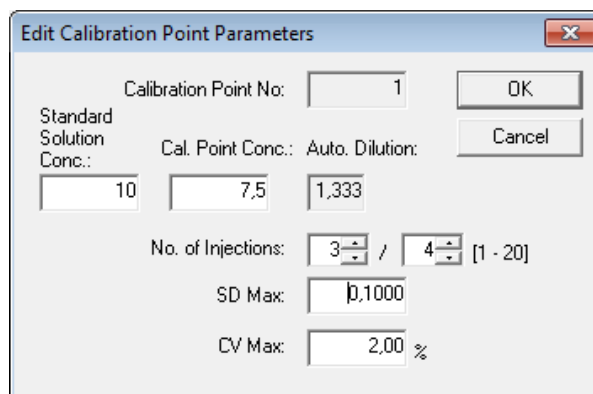 Edit Calibration Point Parameters
Calibration Point No: 1
OK
Standard
Solution
Conc.:
Cal. Point Conc.: Auto. Dilution:
Cancel
10 7,5 1,333
No. of Injections: 3 / 4 [1 - 20]
SD Max: 0,1000
CV Max: 2,00 %